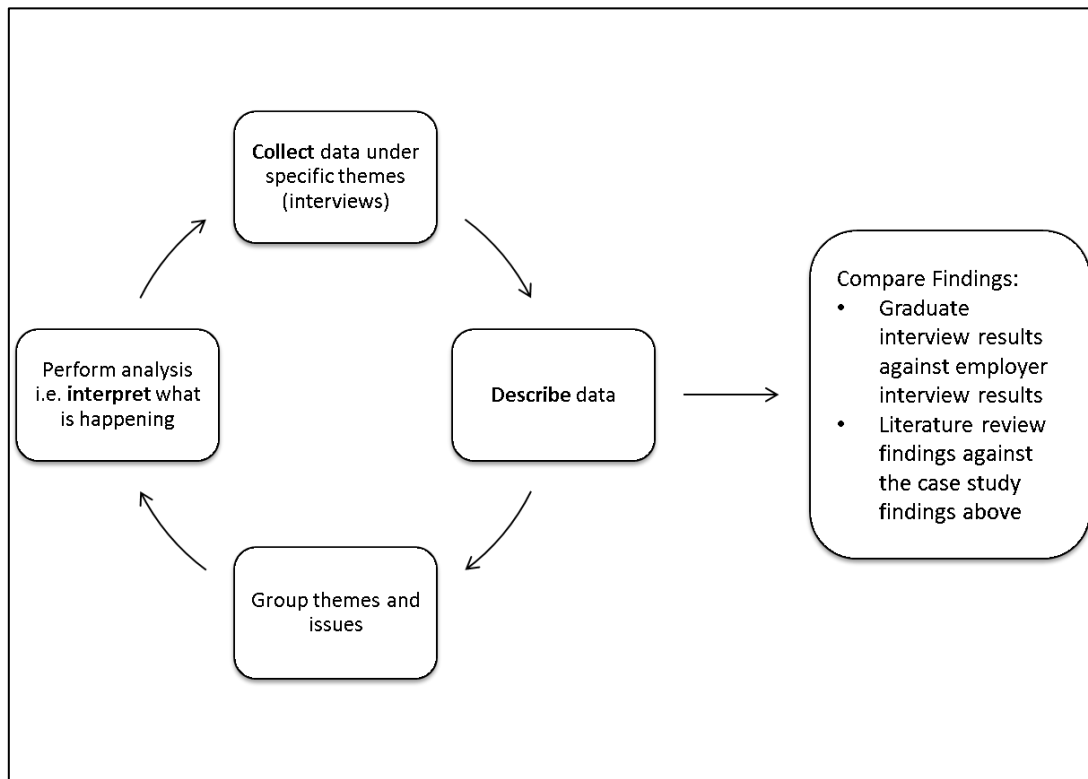 Collect data under
specific themes
(interviews)
Describe data
Group themes and
issues
Perform analysis
i.e. interpret what
is happening
Compare Findings:
• Graduate
interview results
against employer
interview results
• Literature review
findings against
the case study
findings above